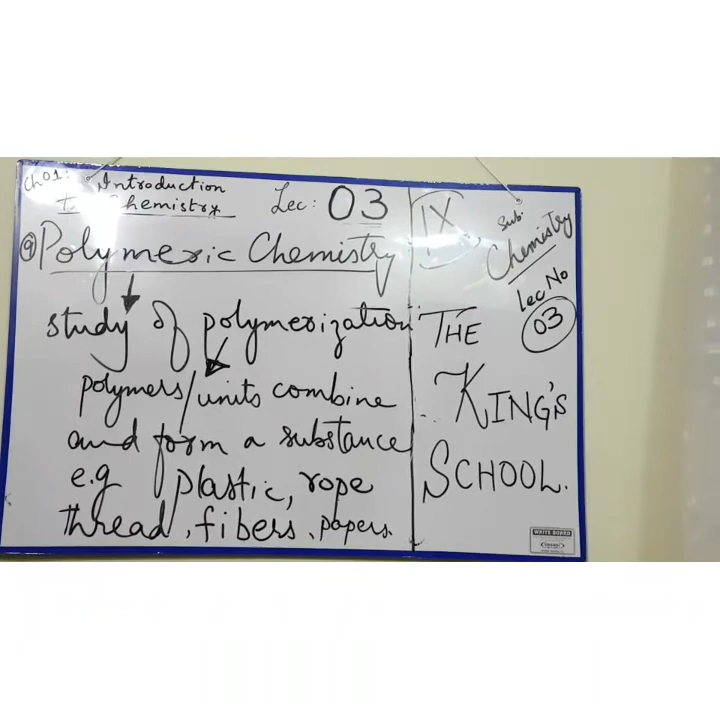 Ch01: Introduction
to Chemistry
Lec: 03
9 Polymeric Chemistry
study of polymerization
polymers/units combine
and form a substance
e.g plastic, rope
thread, fibers, papers.
IX
Sub:
Chemistry
Lec No
03
THE
KING'S
SCHOOL.
WHITE BOARD